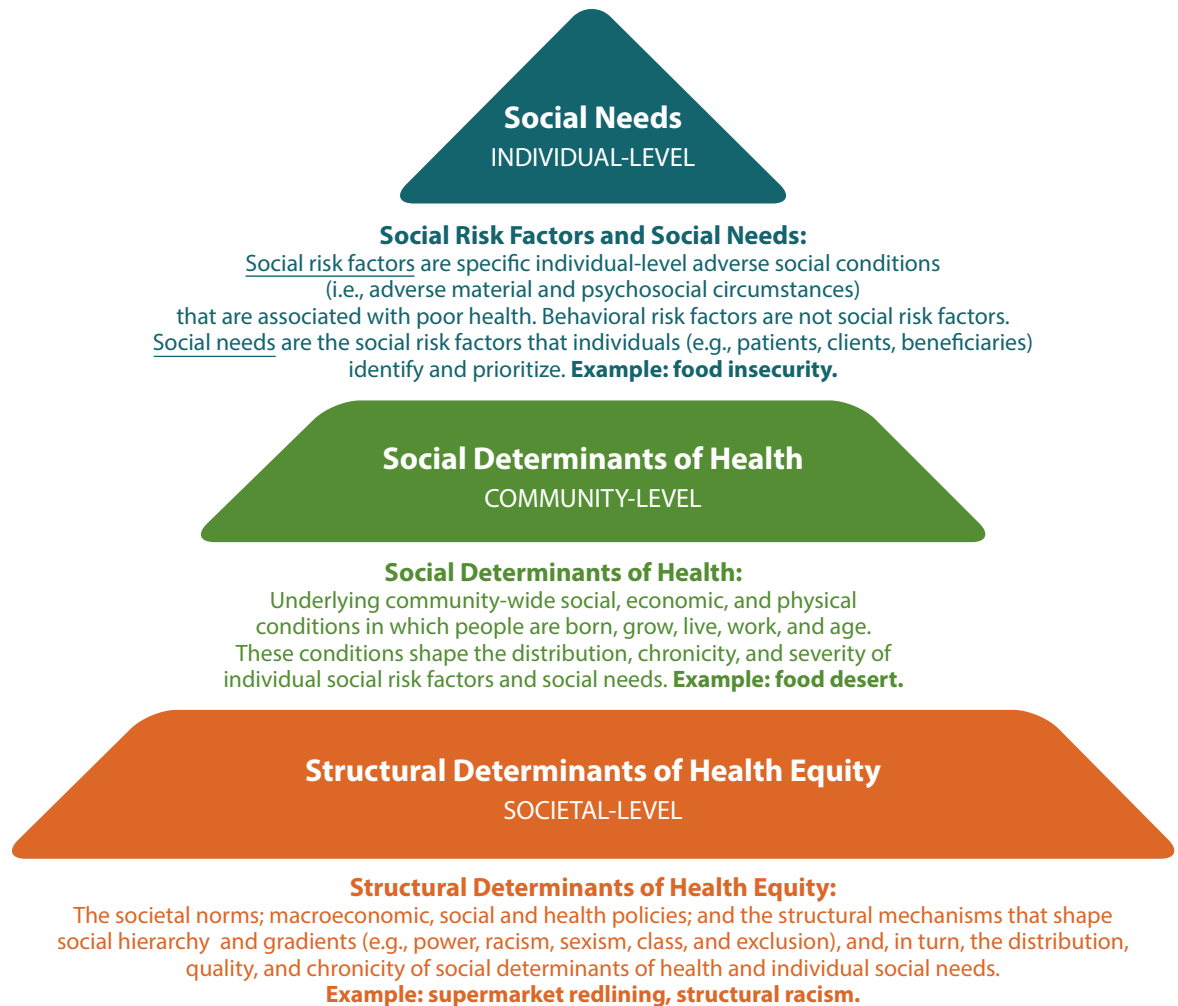 Social Needs
INDIVIDUAL-LEVEL
Social Risk Factors and Social Needs:
Social risk factors are specific individual-level adverse social conditions
(i.e., adverse material and psychosocial circumstances)
that are associated with poor health. Behavioral risk factors are not social risk factors.
Social needs are the social risk factors that individuals (e.g., patients, clients, beneficiaries)
identify and prioritize. Example: food insecurity.
Social Determinants of Health
COMMUNITY-LEVEL
Social Determinants of Health:
Underlying community-wide social, economic, and physical
conditions in which people are born, grow, live, work, and age.
These conditions shape the distribution, chronicity, and severity of
individual social risk factors and social needs. Example: food desert.
Structural Determinants of Health Equity
SOCIETAL-LEVEL
Structural Determinants of Health Equity:
The societal norms; macroeconomic, social and health policies; and the structural mechanisms that shape
social hierarchy and gradients (e.g., power, racism, sexism, class, and exclusion), and, in turn, the distribution,
quality, and chronicity of social determinants of health and individual social needs.
Example: supermarket redlining, structural racism.